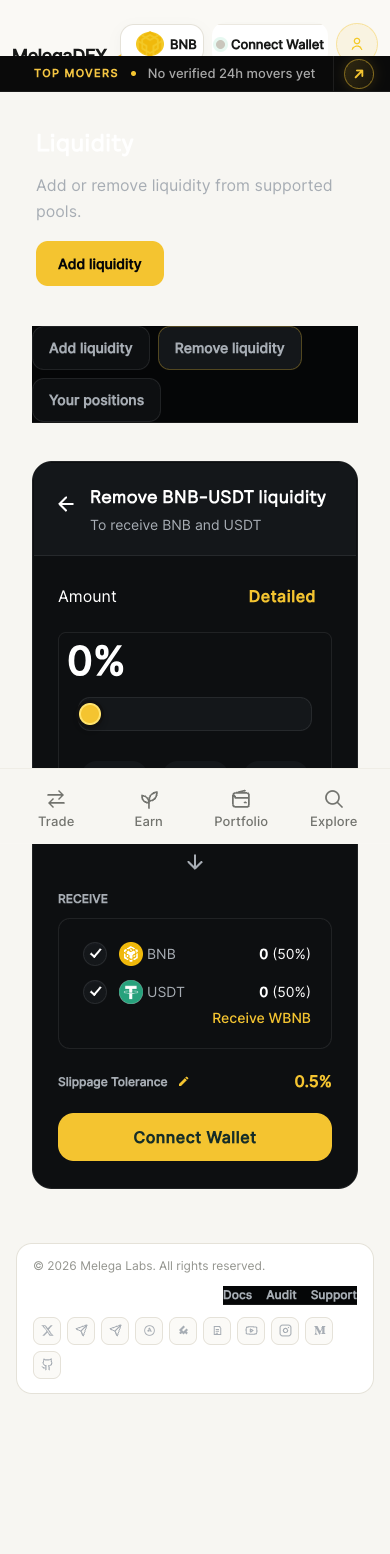 MelegaDEX
BNB
Connect Wallet
TOP MOVERS • No verified 24h movers yet
Liquidity
Add or remove liquidity from supported
pools.
Add liquidity
Add liquidity
Remove liquidity
Your positions
Remove BNB-USDT liquidity
To receive BNB and USDT
Amount
Detailed
0%
Trade
Earn
Portfolio
Explore
RECEIVE
BNB
0 (50%)
USDT
0 (50%)
Receive WBNB
Slippage Tolerance
0.5%
Connect Wallet
© 2026 Melega Labs. All rights reserved.
Docs Audit Support